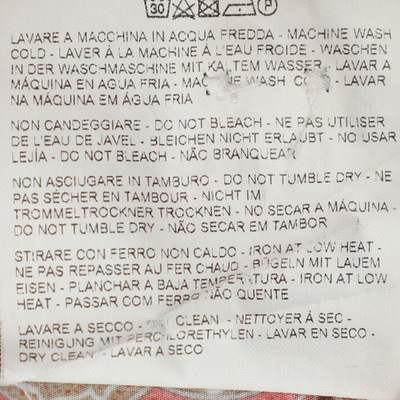 30 P
LAVARE A MACCHINA IN ACQUA FREDDA - MACHINE WASH
COLD - LAVER À LA MACHINE À L'EAU FROIDE - WASCHEN
IN DER WASCHMASCHINE MIT KALTEM WASSER - LAVAR A
MÁQUINA EN AGUA FRIA - MACHINE WASH - LAVAR
NA MÁQUINA EM ÁGUA FRIA
NON CANDEGGIARE - DO NOT BLEACH - NE PAS UTILISER
DE L'EAU DE JAVEL - BLEICHEN NICHT ERLAUBT - NO USAR
LEJÍA - DO NOT BLEACH - NÃO BRANQUEAR
NON ASCIUGARE IN TAMBURO - DO NOT TUMBLE DRY - NE
PAS SÉCHER EN TAMBOUR - NICHT IM
TROMMELTROCKNER TROCKNEN - NO SECAR A MÁQUINA -
DO NOT TUMBLE DRY - NÃO SECAR EM TAMBOR
STIRARE CON FERRO NON CALDO - IRON AT LOW HEAT -
NE PAS REPASSER AU FER CHAUD - BÜGELN MIT LAUEM
EISEN - PLANCHAR A BAJA TEMPERATURA - IRON AT LOW
HEAT - PASSAR COM FERRO NÃO QUENTE
LAVARE A SECCO - CLEAN - NETTOYER À SEC -
REINIGUNG MIT PERCHLORETHYLEN - LAVAR EN SECO -
DRY CLEAN - LAVAR A SECO